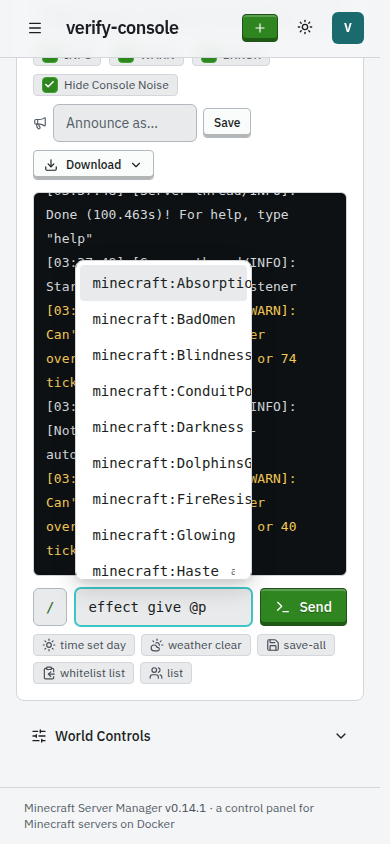 verify-console
V
Hide Console Noise
Announce as...
Save
Download
Done (100.463s)! For help, type
"help"
minecraft:Absorptio
minecraft:BadOmen
minecraft:Blindness
minecraft:ConduitPo
minecraft:Darkness
minecraft:DolphinsG
minecraft:FireResis
minecraft:Glowing
minecraft:Haste
[03: INFO]:
Star tener
[03: WARN]:
Can' er
over or 74
tick
[03: INFO]:
[Not -
auto
[03: WARN]:
Can' er
over or 40
tick
/ effect give @p Send
time set day weather clear save-all
whitelist list list
World Controls
Minecraft Server Manager v0.14.1 · a control panel for
Minecraft servers on Docker